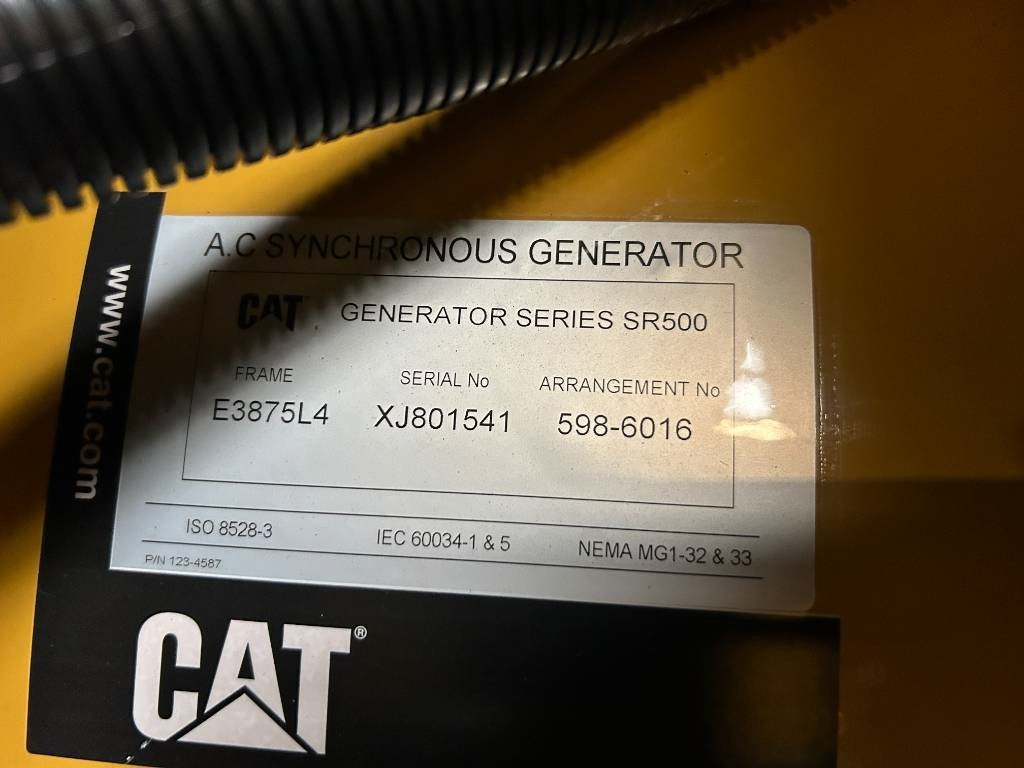 A.C SYNCHRONOUS GENERATOR
CAT GENERATOR SERIES SR500
FRAME SERIAL No ARRANGEMENT No
E3875L4 XJ801541 598-6016
ISO 8528-3 IEC 60034-1 & 5 NEMA MG1-32 & 33
P/N 123-4587
www.cat.com
CAT®